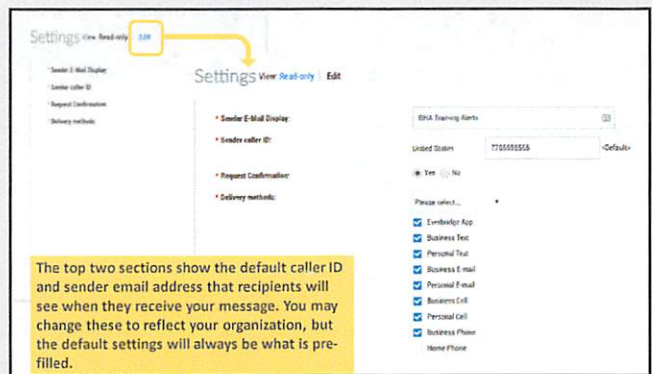 Settings View: Read-only Edit
* Sender E-Mail Display:
* Sender caller ID:
* Request Confirmation:
* Delivery methods:
Settings View: Read-only | Edit
* Sender E-Mail Display:
* Sender caller ID:
* Request Confirmation:
* Delivery methods:
Training Alerts
United States
<Default>
Yes No
Please select...
Everbridge App
Business Text
Personal Text
Business E-mail
Personal E-mail
Business Cell
Personal Cell
Business Phone
Home Phone
The top two sections show the default caller ID
and sender email address that recipients will
see when they receive your message. You may
change these to reflect your organization, but
the default settings will always be what is pre-
filled.